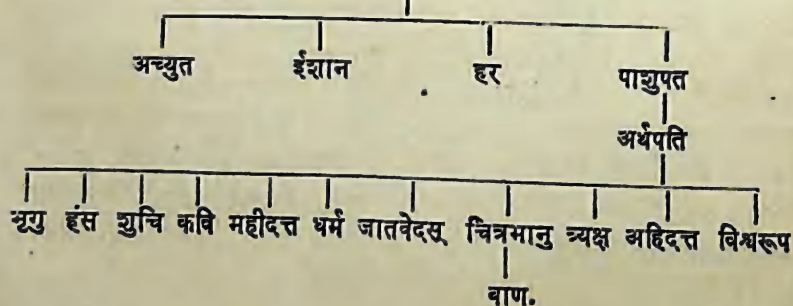 अच्युत ईशान हर पाशुपत
अर्थपति
भृगु हंस शुचि कवि महीदत्त धर्म जातवेदस् चित्रभानु त्र्यक्ष अहिदत्त विश्वरूप
बाण.